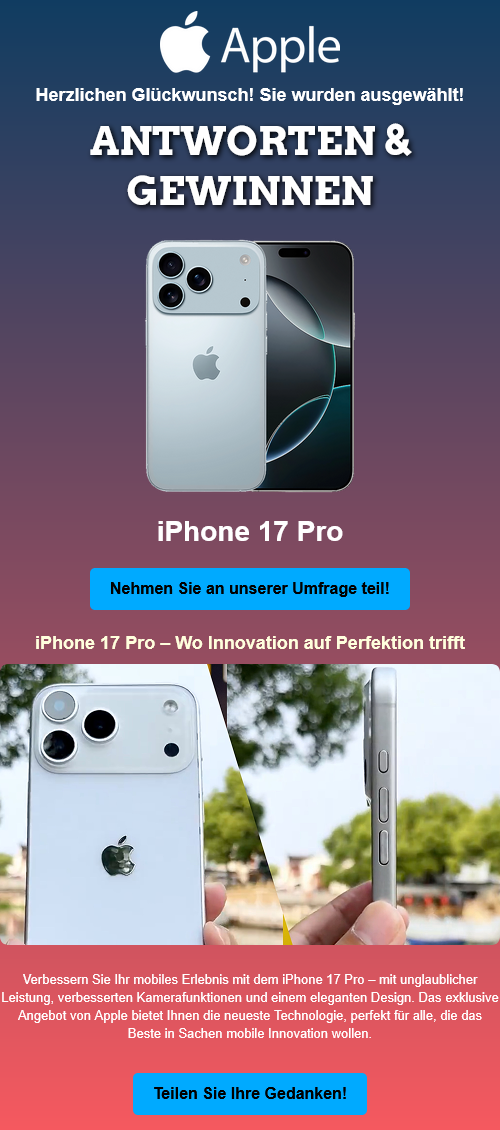 Apple
Herzlichen Glückwunsch! Sie wurden ausgewählt!
ANTWORTEN &
GEWINNEN
iPhone 17 Pro
Nehmen Sie an unserer Umfrage teil!
iPhone 17 Pro – Wo Innovation auf Perfektion trifft
Verbessern Sie Ihr mobiles Erlebnis mit dem iPhone 17 Pro – mit unglaublicher
Leistung, verbesserten Kamerafunktionen und einem eleganten Design. Das exklusive
Angebot von Apple bietet Ihnen die neueste Technologie, perfekt für alle, die das
Beste in Sachen mobile Innovation wollen.
Teilen Sie Ihre Gedanken!